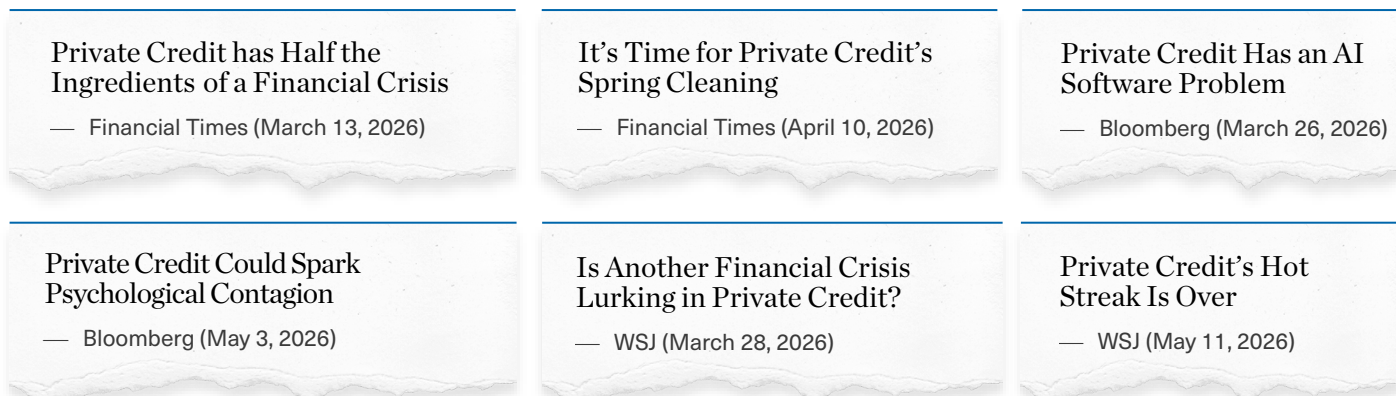 Private Credit has Half the
Ingredients of a Financial Crisis
— Financial Times (March 13, 2026)
It’s Time for Private Credit’s
Spring Cleaning
— Financial Times (April 10, 2026)
Private Credit Has an AI
Software Problem
— Bloomberg (March 26, 2026)
Private Credit Could Spark
Psychological Contagion
— Bloomberg (May 3, 2026)
Is Another Financial Crisis
Lurking in Private Credit?
— WSJ (March 28, 2026)
Private Credit’s Hot
Streak Is Over
— WSJ (May 11, 2026)